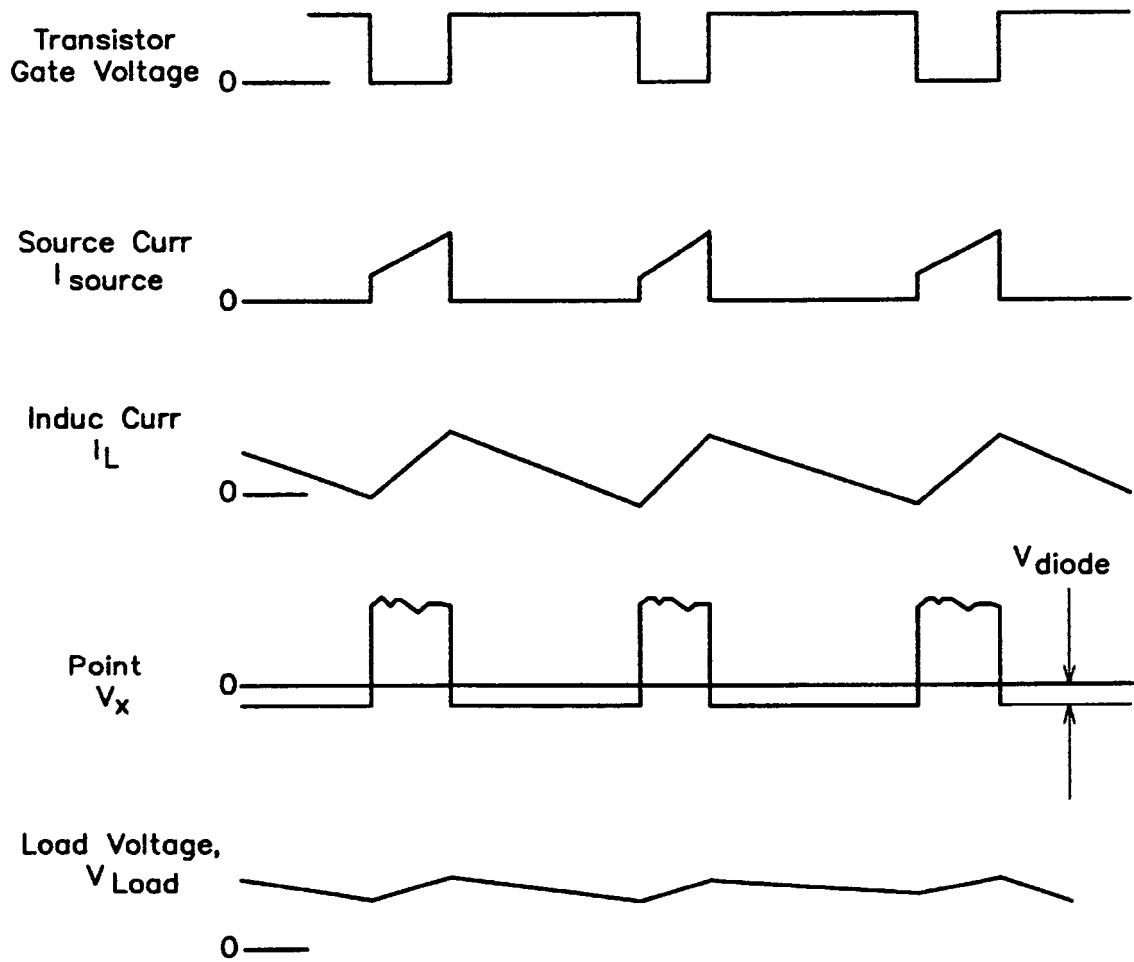 Transistor
Gate Voltage
0
Source Curr
I source
0
Induc Curr
I L
0
V diode
Point
V x
0
Load Voltage,
V Load
0